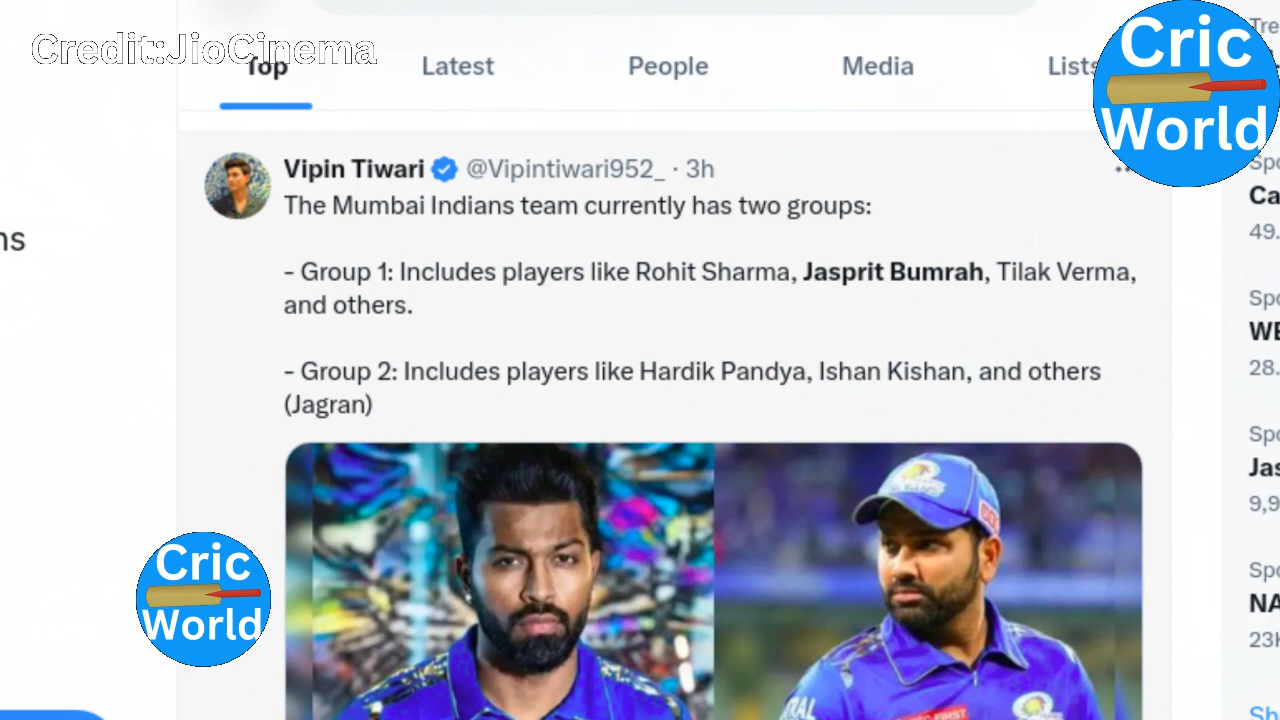 Credit:JioCinema
Top
Latest
People
Media
Lists
Cric
World
Vipin Tiwari @Vipintiwari952_ · 3h
The Mumbai Indians team currently has two groups:
- Group 1: Includes players like Rohit Sharma, Jasprit Bumrah, Tilak Verma,
and others.
- Group 2: Includes players like Hardik Pandya, Ishan Kishan, and others
(Jagran)
Cric
World